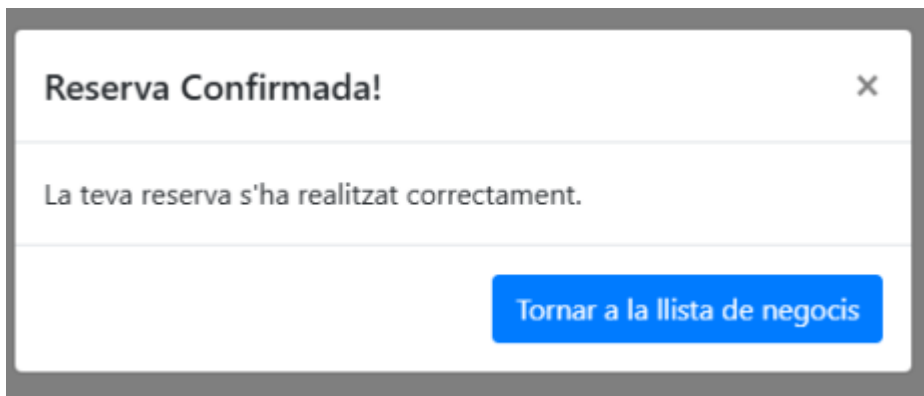 Reserva Confirmada!
×
La teva reserva s'ha realitzat correctament.
Tornar a la llista de negocis